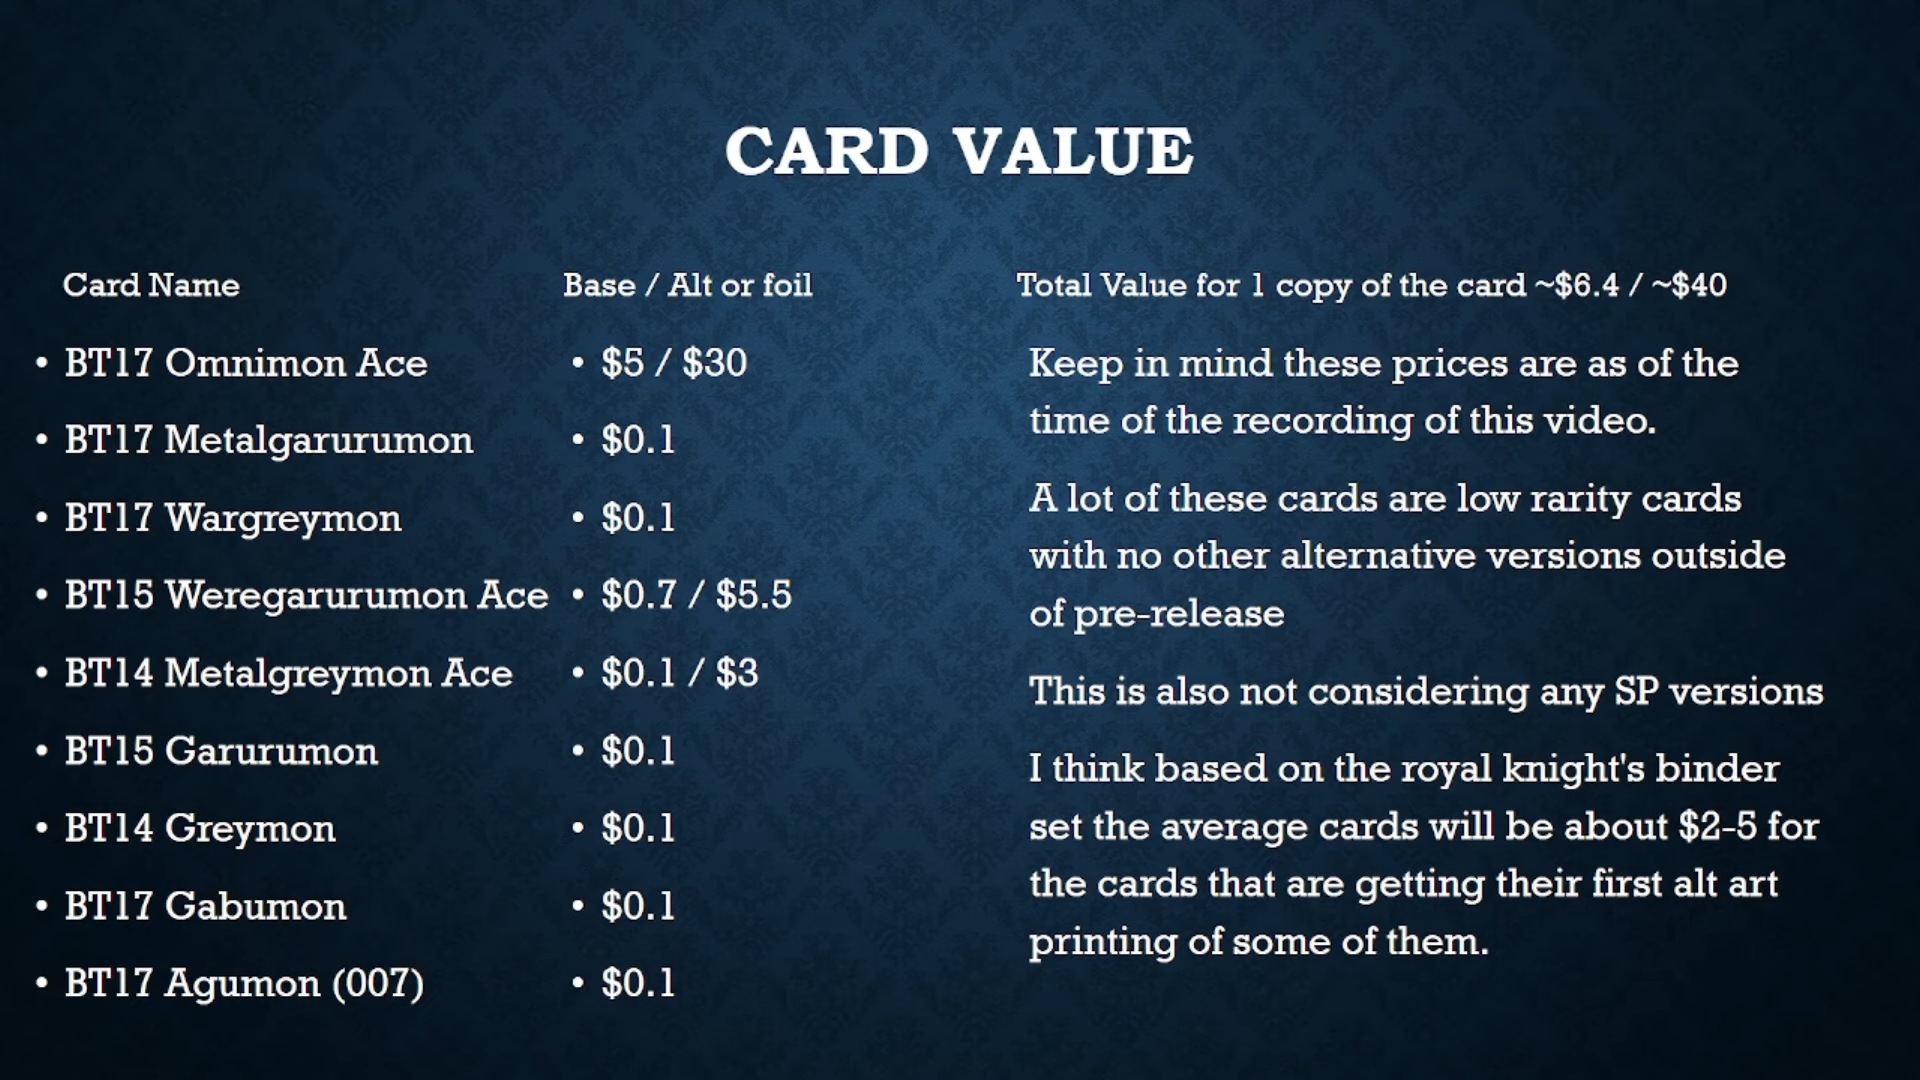 CARD VALUE
Card Name
Base / Alt or foil
• BT17 Omnimon Ace
• $5 / $30
• BT17 Metalgarurumon
• $0.1
• BT17 Wargreymon
• $0.1
• BT15 Weregarurumon Ace
• $0.7 / $5.5
• BT14 Metalgreymon Ace
• $0.1 / $3
• BT15 Garurumon
• $0.1
• BT14 Greymon
• $0.1
• BT17 Gabumon
• $0.1
• BT17 Agumon (007)
• $0.1
Total Value for 1 copy of the card ~$6.4 / ~$40
Keep in mind these prices are as of the
time of the recording of this video.
A lot of these cards are low rarity cards
with no other alternative versions outside
of pre-release
This is also not considering any SP versions
I think based on the royal knight's binder
set the average cards will be about $2-5 for
the cards that are getting their first alt art
printing of some of them.